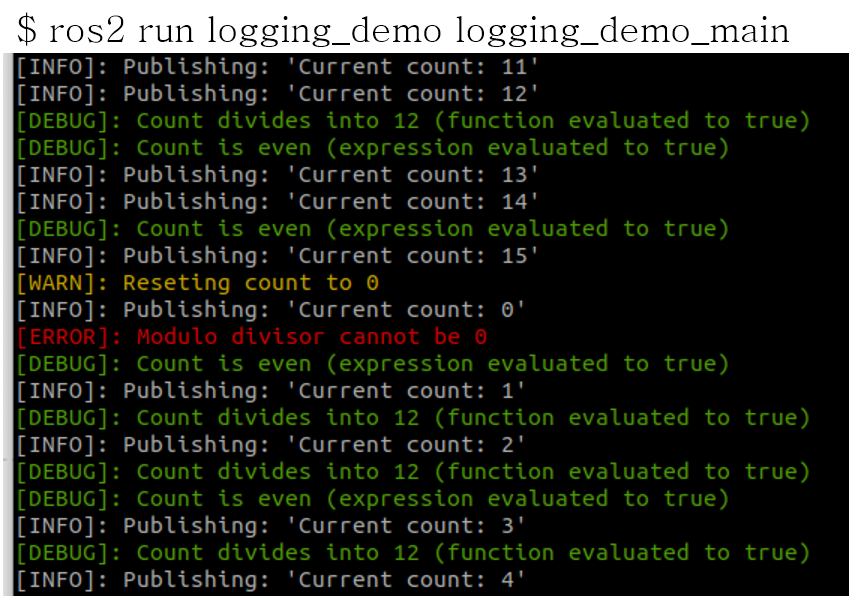 $ ros2 run logging_demo logging_demo_main
[INFO]: Publishing: 'Current count: 11'
[INFO]: Publishing: 'Current count: 12'
[DEBUG]: Count divides into 12 (function evaluated to true)
[DEBUG]: Count is even (expression evaluated to true)
[INFO]: Publishing: 'Current count: 13'
[INFO]: Publishing: 'Current count: 14'
[DEBUG]: Count is even (expression evaluated to true)
[INFO]: Publishing: 'Current count: 15'
[WARN]: Reseting count to 0
[INFO]: Publishing: 'Current count: 0'
[ERROR]: Modulo divisor cannot be 0
[DEBUG]: Count is even (expression evaluated to true)
[INFO]: Publishing: 'Current count: 1'
[DEBUG]: Count divides into 12 (function evaluated to true)
[INFO]: Publishing: 'Current count: 2'
[DEBUG]: Count divides into 12 (function evaluated to true)
[DEBUG]: Count is even (expression evaluated to true)
[INFO]: Publishing: 'Current count: 3'
[DEBUG]: Count divides into 12 (function evaluated to true)
[INFO]: Publishing: 'Current count: 4'